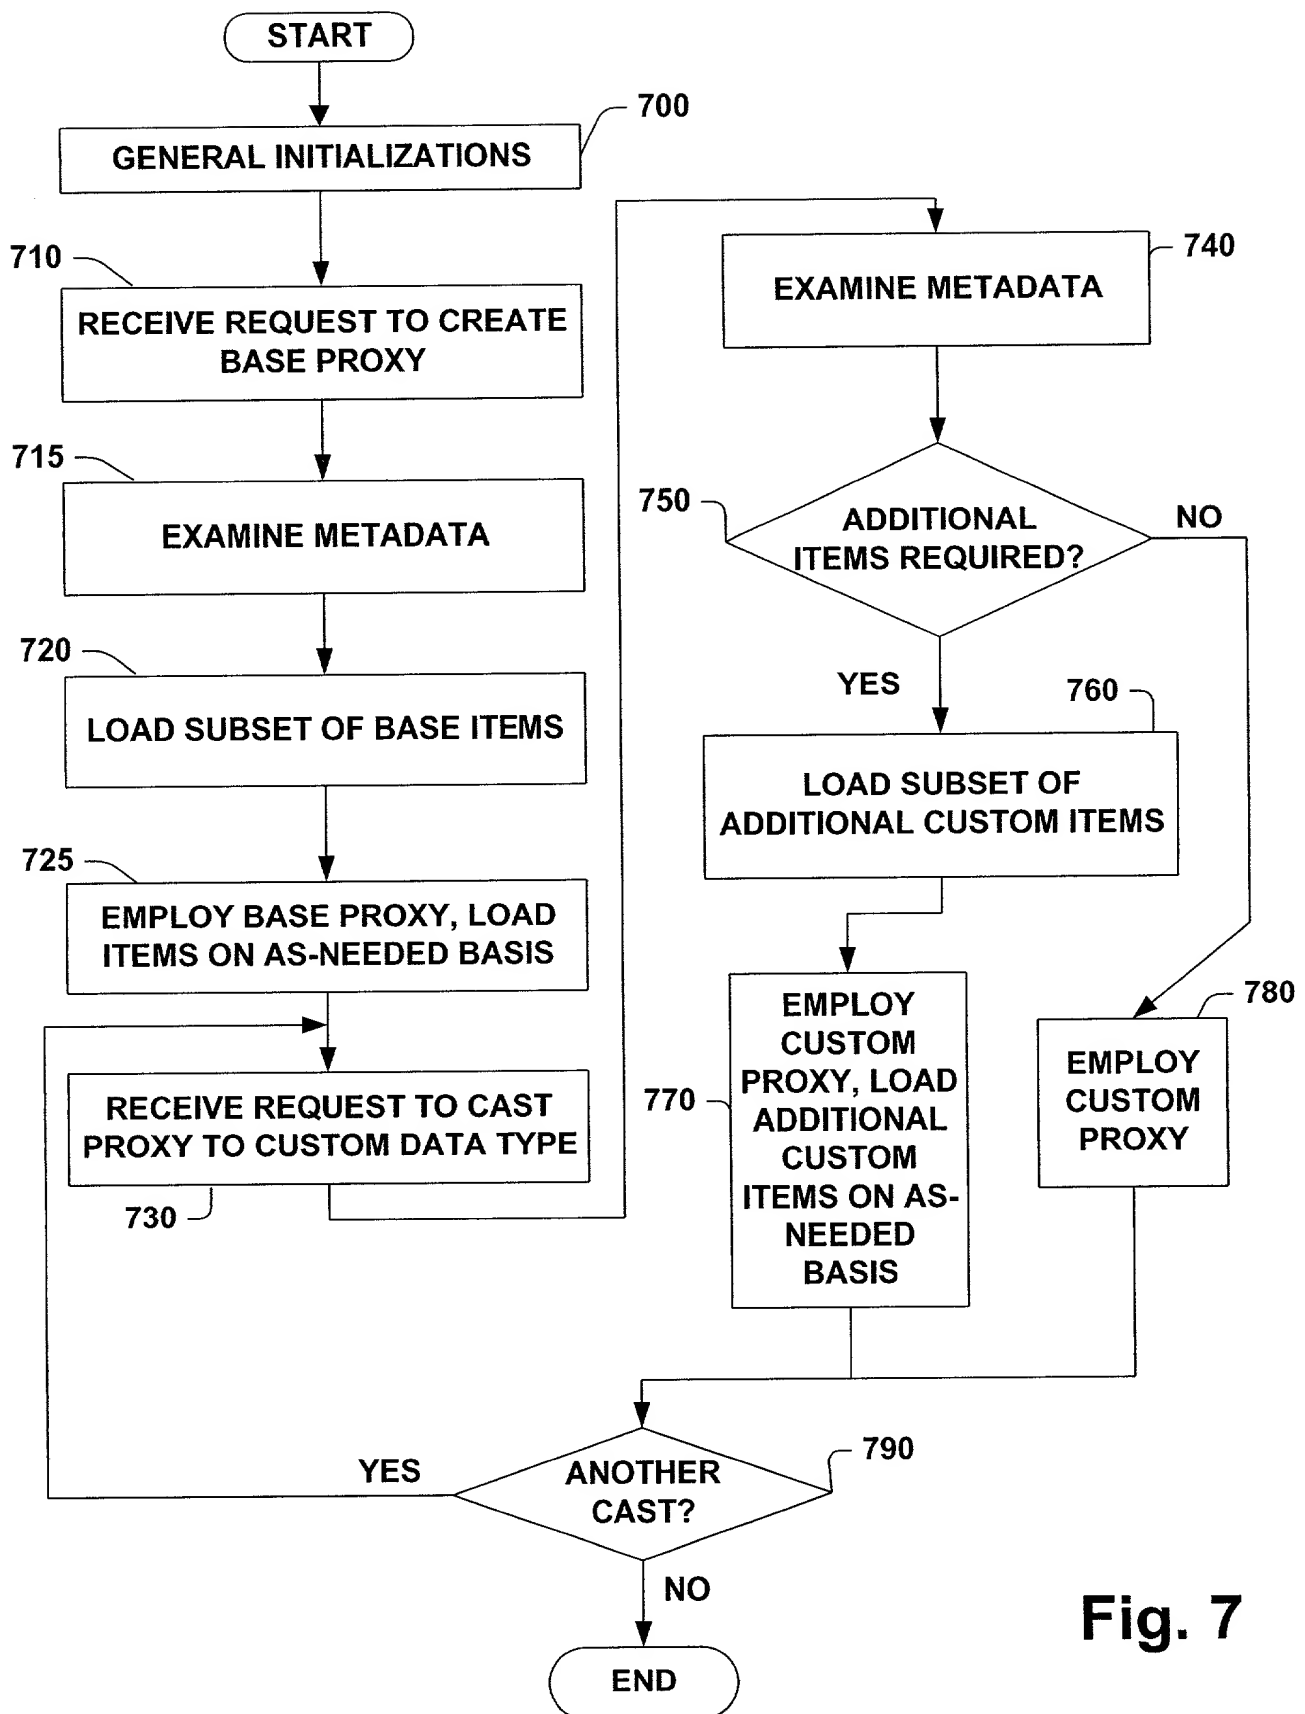 START
700
GENERAL INITIALIZATIONS
710
RECEIVE REQUEST TO CREATE
BASE PROXY
715
EXAMINE METADATA
720
LOAD SUBSET OF BASE ITEMS
725
EMPLOY BASE PROXY, LOAD
ITEMS ON AS-NEEDED BASIS
RECEIVE REQUEST TO CAST
PROXY TO CUSTOM DATA TYPE
730
740
EXAMINE METADATA
750
ADDITIONAL
ITEMS REQUIRED?
NO
YES
760
LOAD SUBSET OF
ADDITIONAL CUSTOM ITEMS
770
EMPLOY
CUSTOM
PROXY, LOAD
ADDITIONAL
CUSTOM
ITEMS ON AS-
NEEDED
BASIS
780
EMPLOY
CUSTOM
PROXY
790
ANOTHER
CAST?
YES
NO
END
Fig. 7